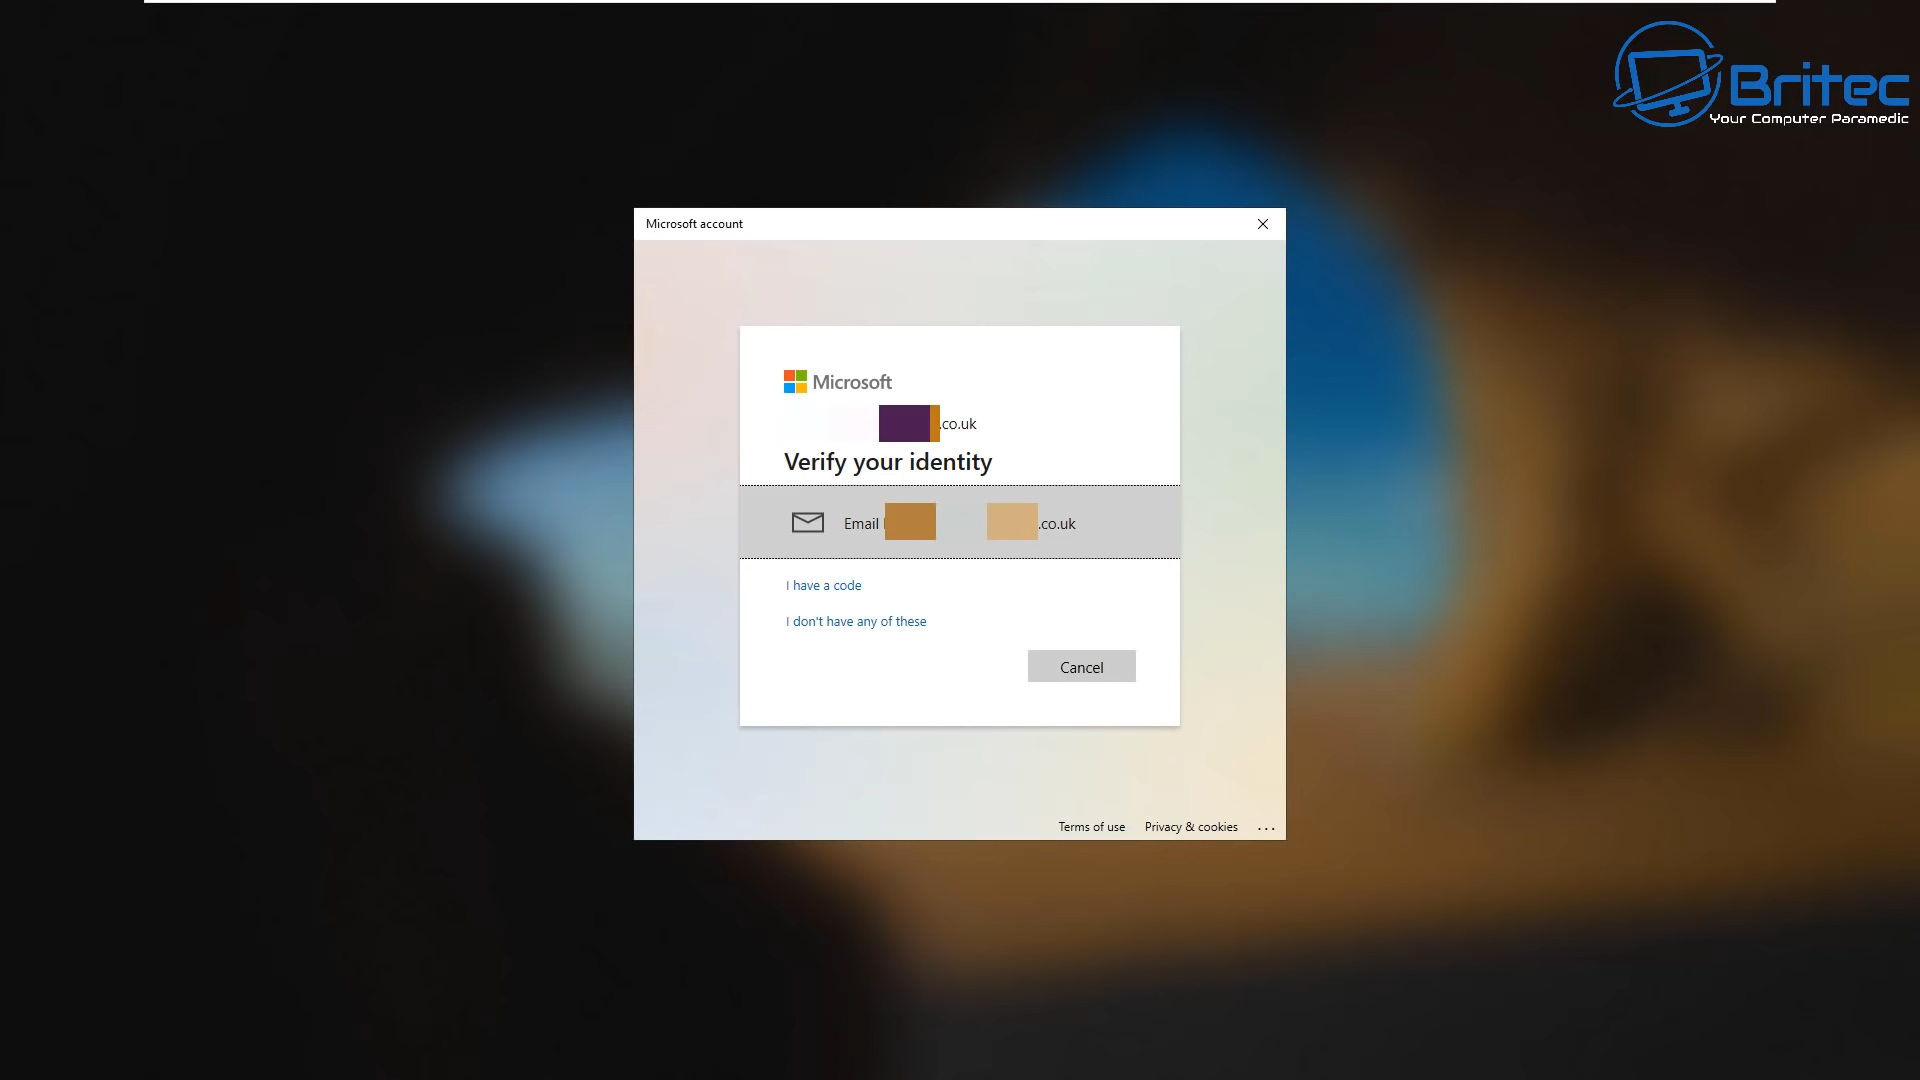 Britec
Your Computer Paramedic
Microsoft account
Microsoft
.co.uk
Verify your identity
Email .co.uk
I have a code
I don't have any of these
Cancel
Terms of use Privacy & cookies ...